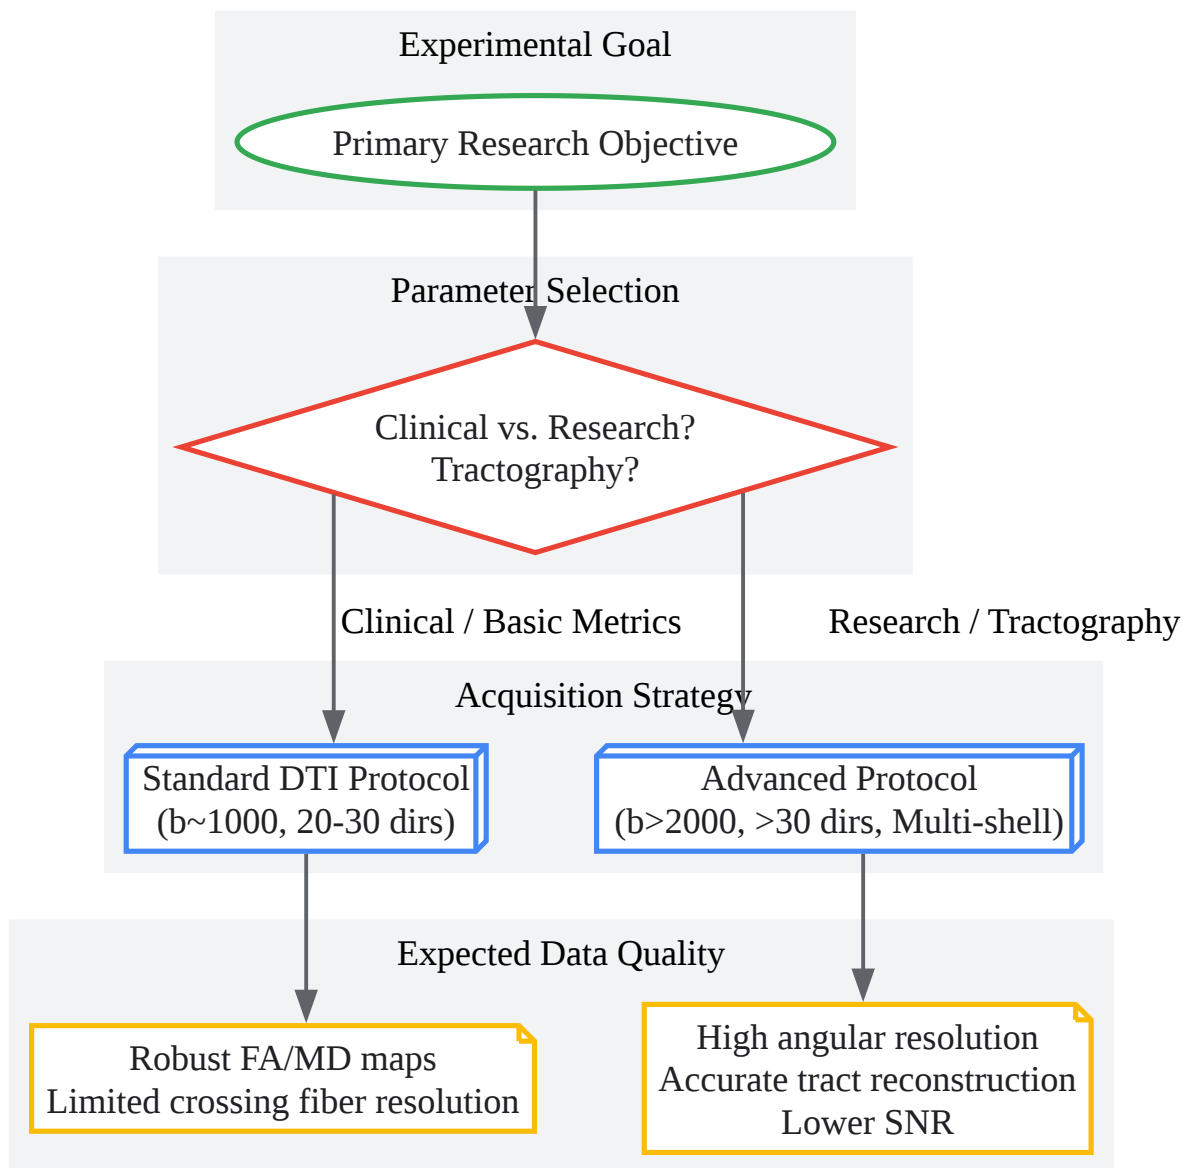 Experimental Goal
Primary Research Objective
Parameter Selection
Clinical vs. Research?
Tractography?
Clinical / Basic Metrics
Research / Tractography
Acquisition Strategy
Standard DTI Protocol
(b~1000, 20-30 dirs)
Advanced Protocol
(b>2000, >30 dirs, Multi-shell)
Expected Data Quality
Robust FA/MD maps
Limited crossing fiber resolution
High angular resolution
Accurate tract reconstruction
Lower SNR